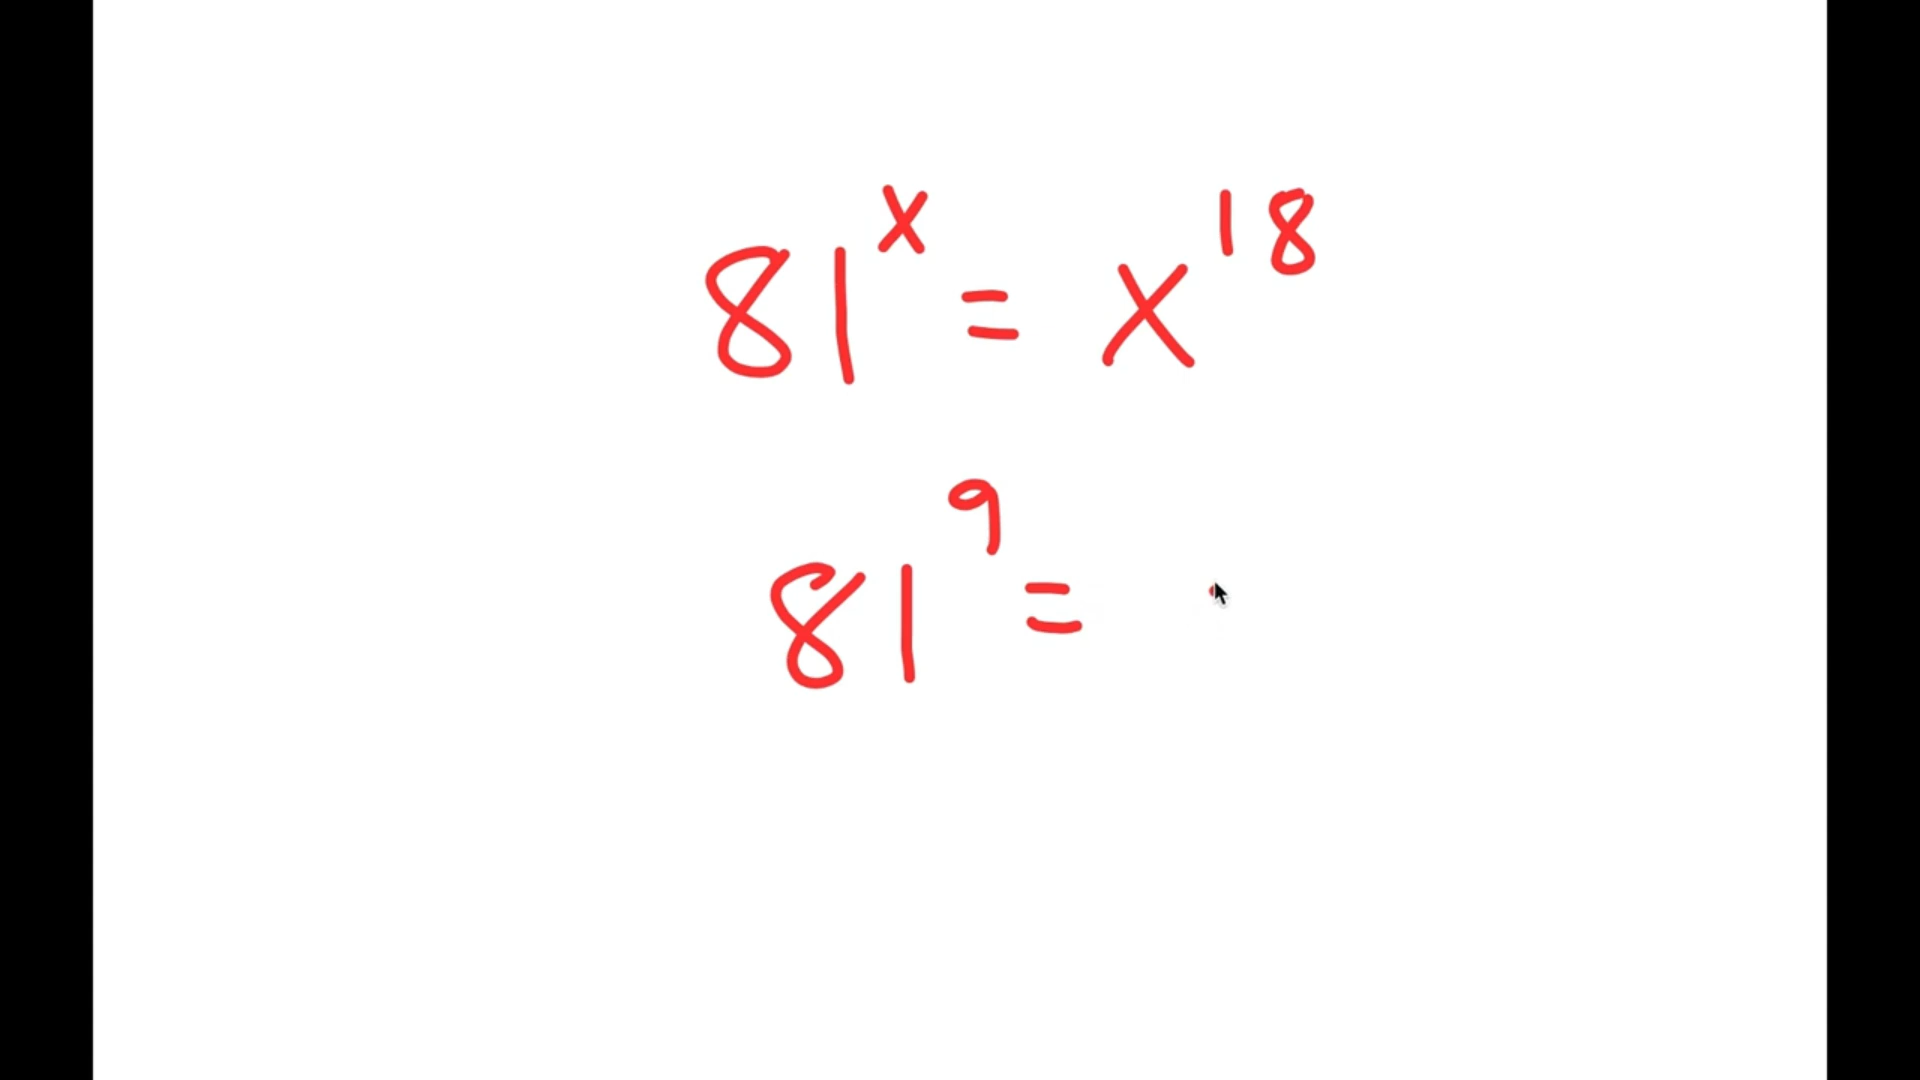 81^x = x^18
81^9 =